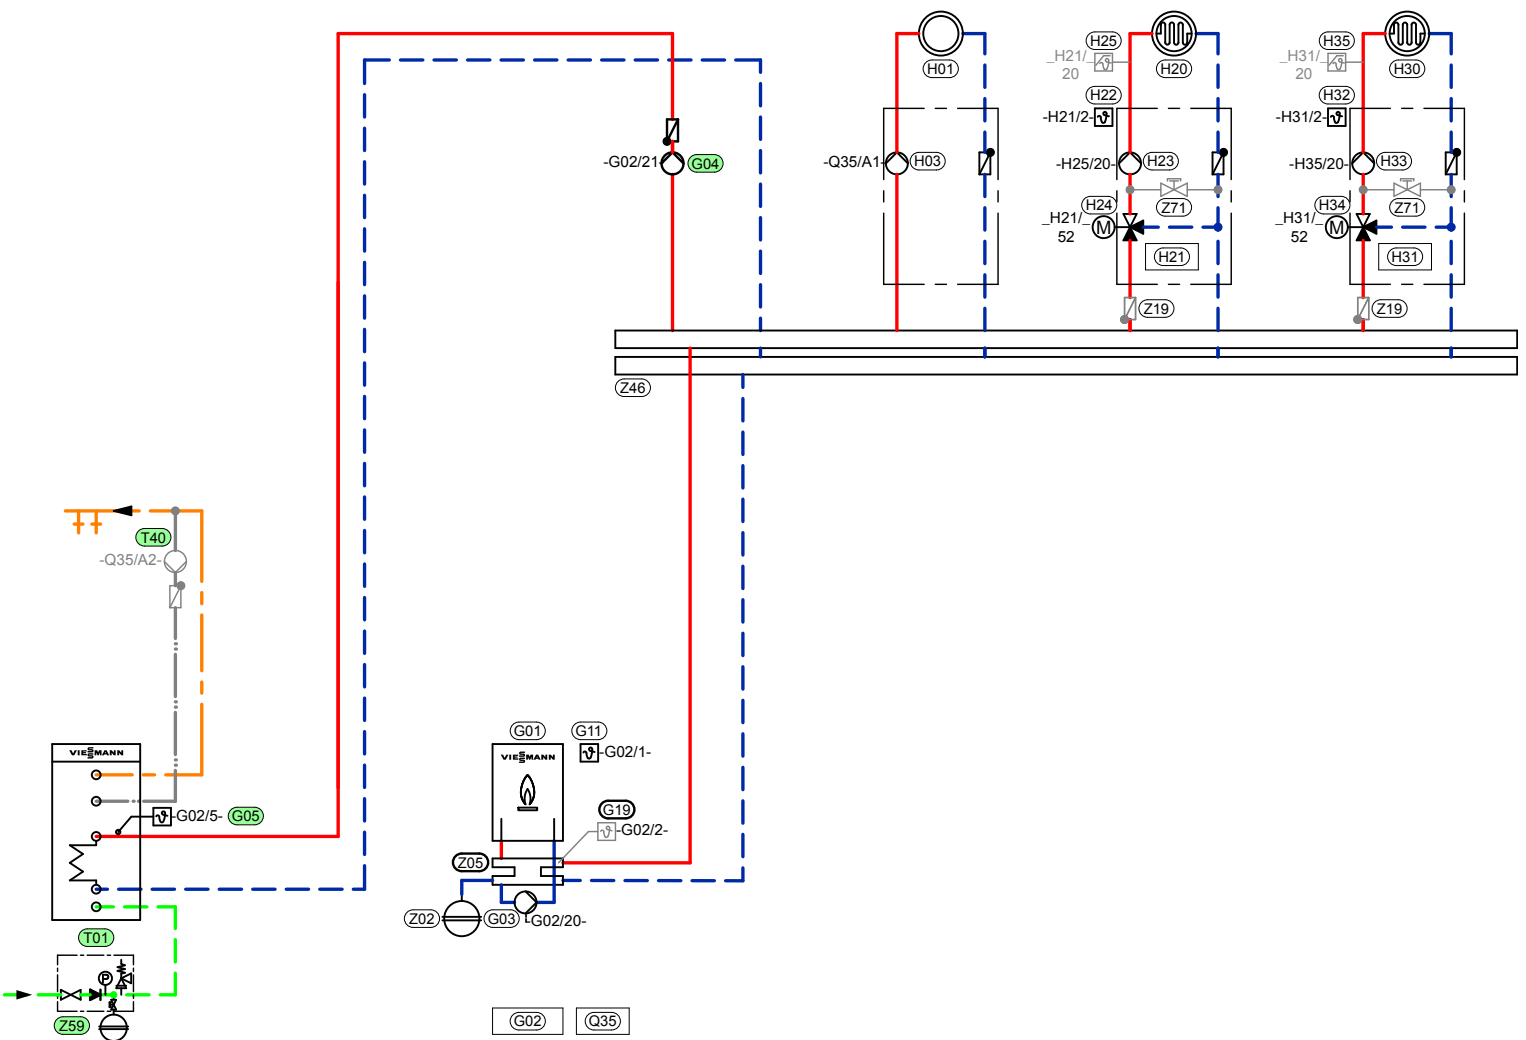 H25
_H21/_
20
H20
H01
H35
_H31/_
20
H30
H22
-H21/2-
H32
-H31/2-
-G02/21-
G04
-Q35/A1-
H03
-H25/20-
H23
-H35/20-
H33
H24
Z71
_H21/_
52
M
H21
H34
Z71
_H31/_
52
M
H31
Z19
Z19
Z46
T40
-Q35/A2-
VIESMANN
-G02/5-
G05
T01
P
Z59
G01
G11
VIESMANN
-G02/1-
G19
-G02/2-
Z05
Z02
G03
-G02/20-
G02
Q35